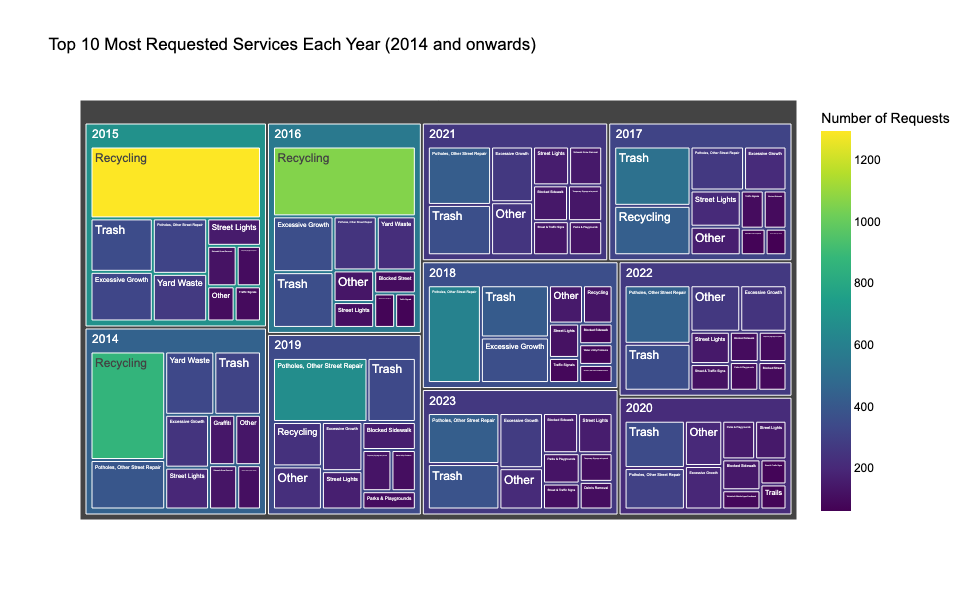 Top 10 Most Requested Services Each Year (2014 and onwards)
2015
Recycling
Trash
Potholes, Other Street Repair
Street Lights
Excessive Growth
Yard Waste
Other
2016
Recycling
Excessive Growth
Potholes, Other Street Repair
Yard Waste
Trash
Other
Blocked Street
Street Lights
2021
Potholes, Other Street Repair
Excessive Growth
Street Lights
Trash
Other
Blocked Sidewalk
Street & Traffic Signs
Parks & Playgrounds
2017
Trash
Potholes, Other Street Repair
Excessive Growth
Recycling
Street Lights
Other
2014
Recycling
Yard Waste
Trash
Excessive Growth
Graffiti
Other
Potholes, Other Street Repair
Street Lights
2019
Potholes, Other Street Repair
Trash
Recycling
Excessive Growth
Blocked Sidewalk
Other
Street Lights
Parks & Playgrounds
2018
Potholes, Other Street Repair
Trash
Other
Recycling
Excessive Growth
Street Lights
Blocked Sidewalk
Traffic Signals
2022
Potholes, Other Street Repair
Other
Excessive Growth
Trash
Street Lights
Blocked Sidewalk
Street & Traffic Signs
Parks & Playgrounds
Blocked Street
2023
Potholes, Other Street Repair
Excessive Growth
Blocked Sidewalk
Street Lights
Trash
Other
Parks & Playgrounds
Street & Traffic Signs
Debris Removal
2020
Trash
Other
Parks & Playgrounds
Street Lights
Potholes, Other Street Repair
Excessive Growth
Blocked Sidewalk
Trails
Number of Requests
1200
1000
800
600
400
200